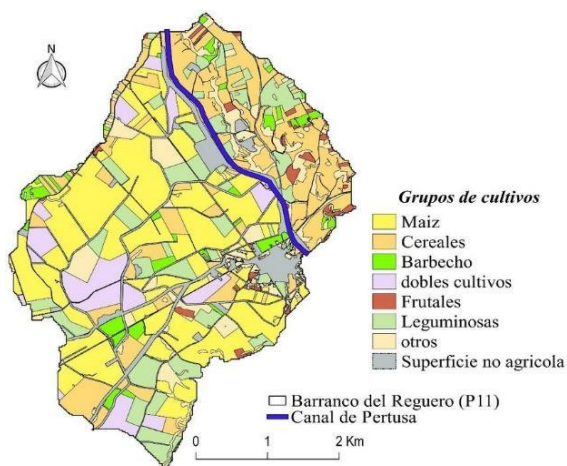 N
Grupos de cultivos
Maiz
Cereales
Barbecho
dobles cultivos
Frutales
Leguminosas
otros
Superficie no agricola
Barranco del Reguero (P11)
Canal de Pertusa
0 1 2 Km